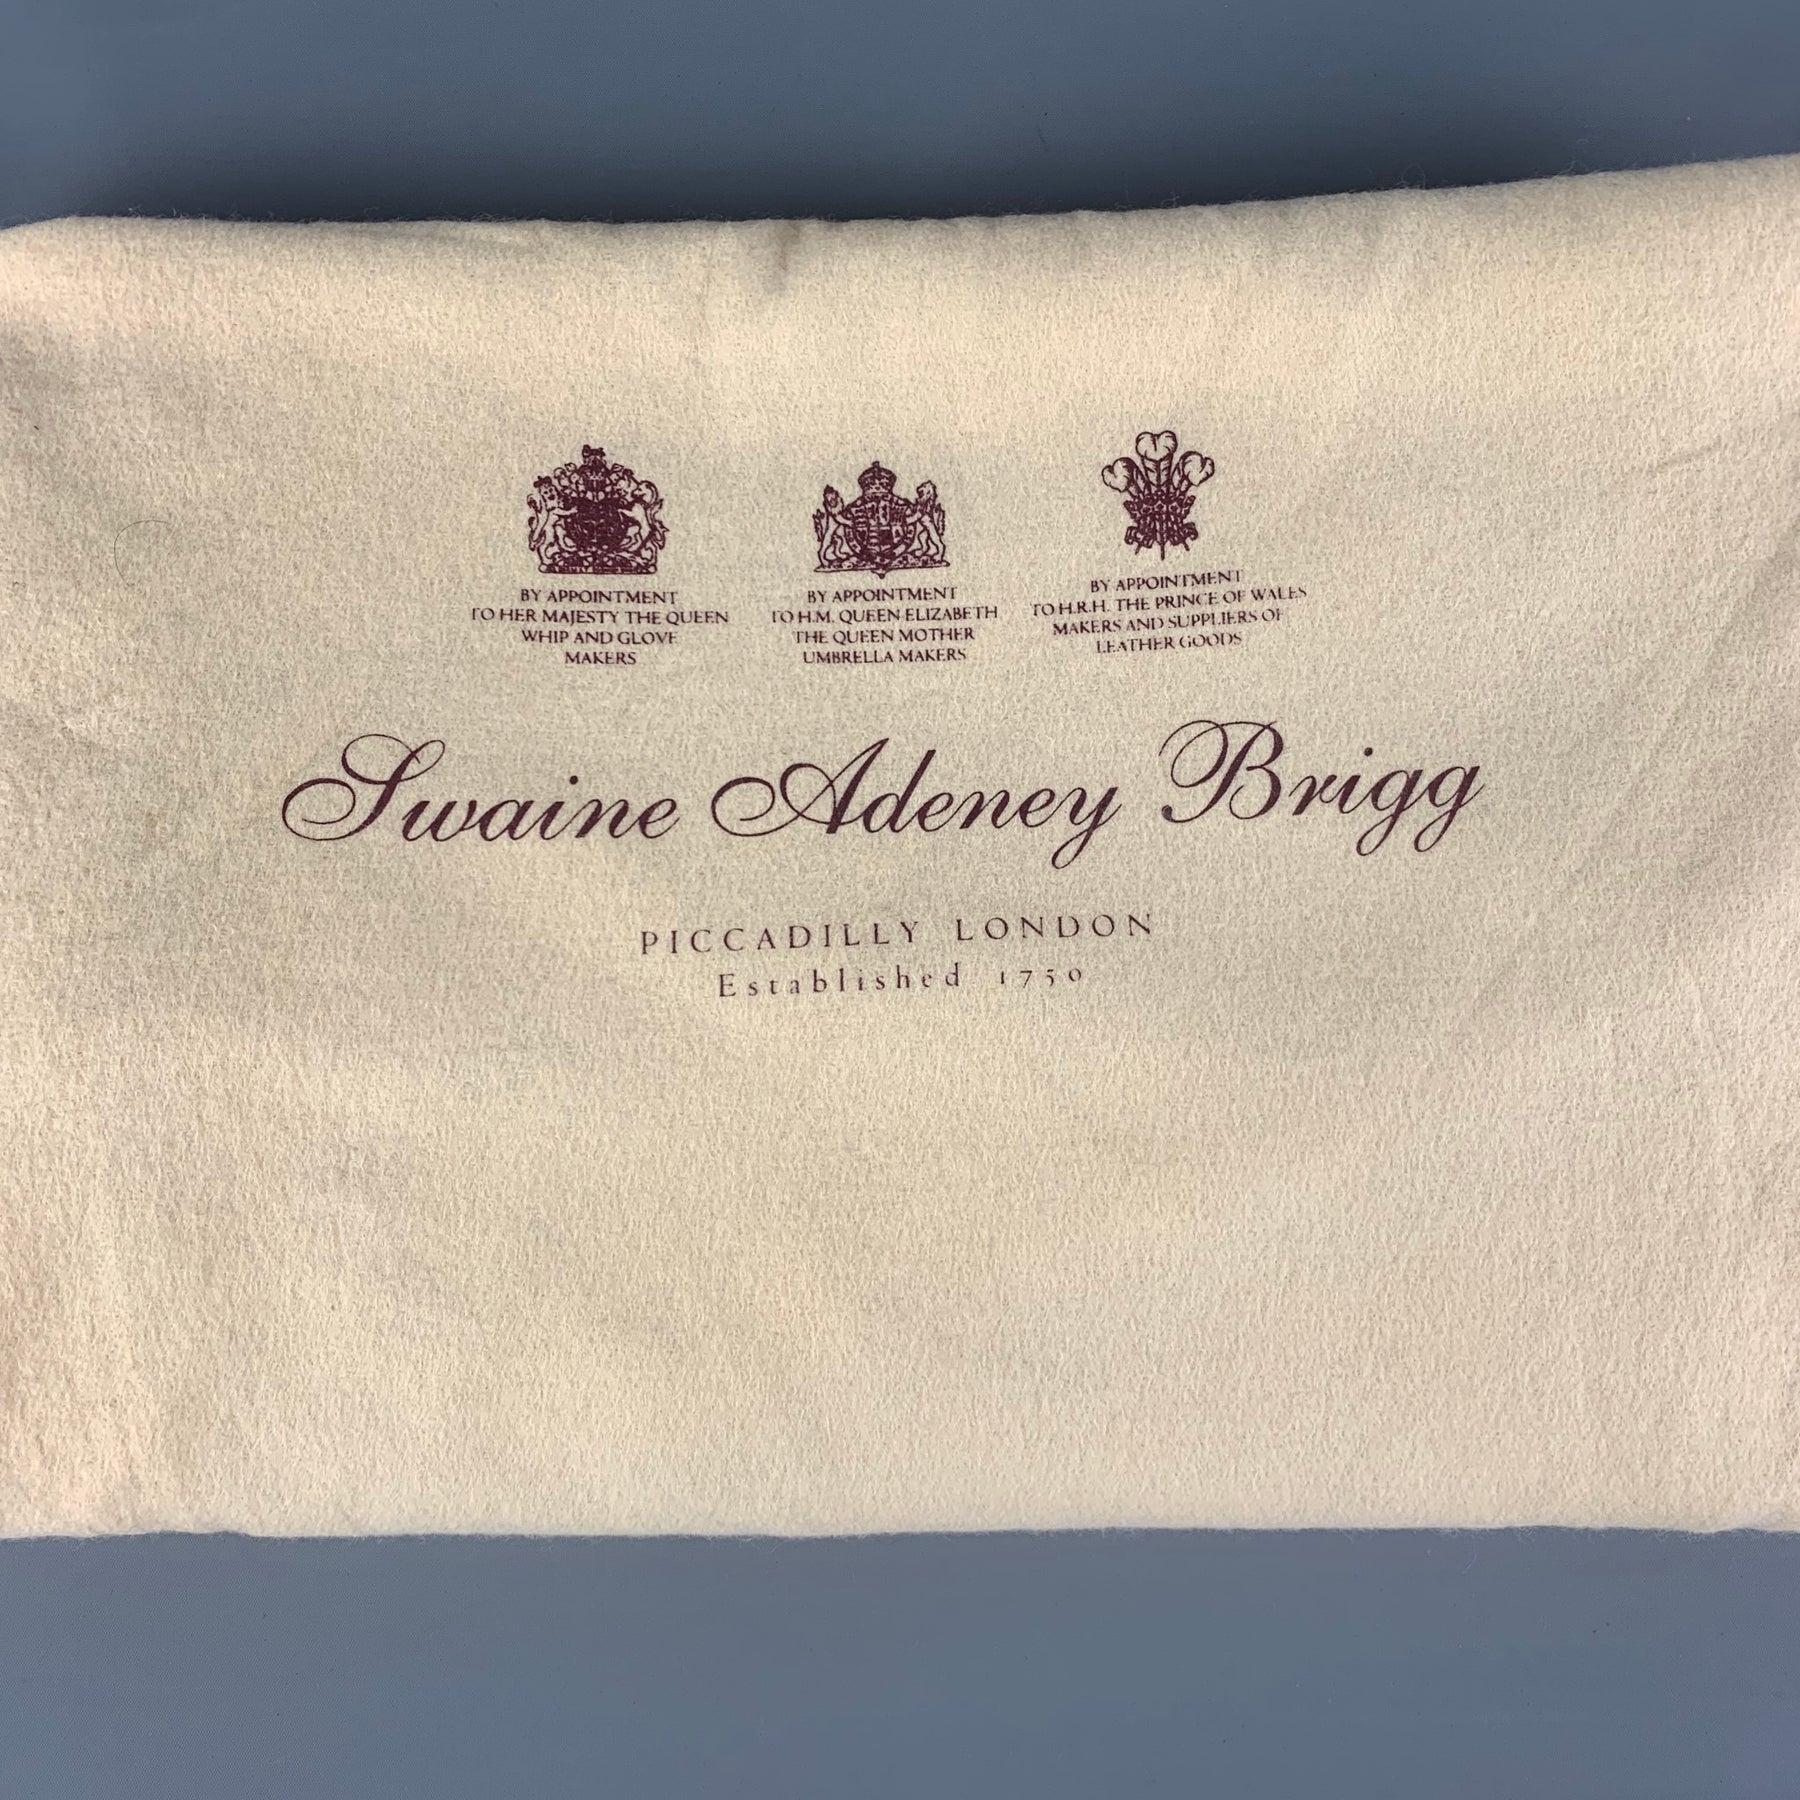 BY APPOINTMENT
TO HER MAJESTY THE QUEEN
WHIP AND GLOVE
MAKERS
BY APPOINTMENT
TO H.M. QUEEN ELIZABETH
THE QUEEN MOTHER
UMBRELLA MAKERS
BY APPOINTMENT
TO H.R.H. THE PRINCE OF WALES
MAKERS AND SUPPLIERS OF
LEATHER GOODS
Swaine Adeney Brigg
PICCADILLY LONDON
Established 1750